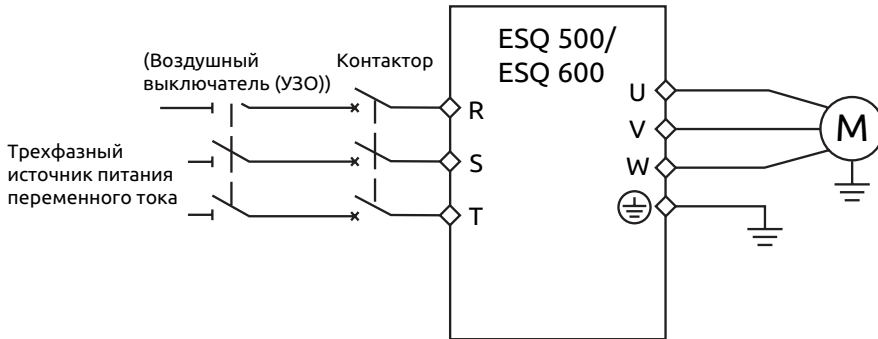 ESQ 500/
ESQ 600
(Воздушный
выключатель (УЗО))
Контактор
Трехфазный
источник питания
переменного тока
R
S
T
U
V
W
M